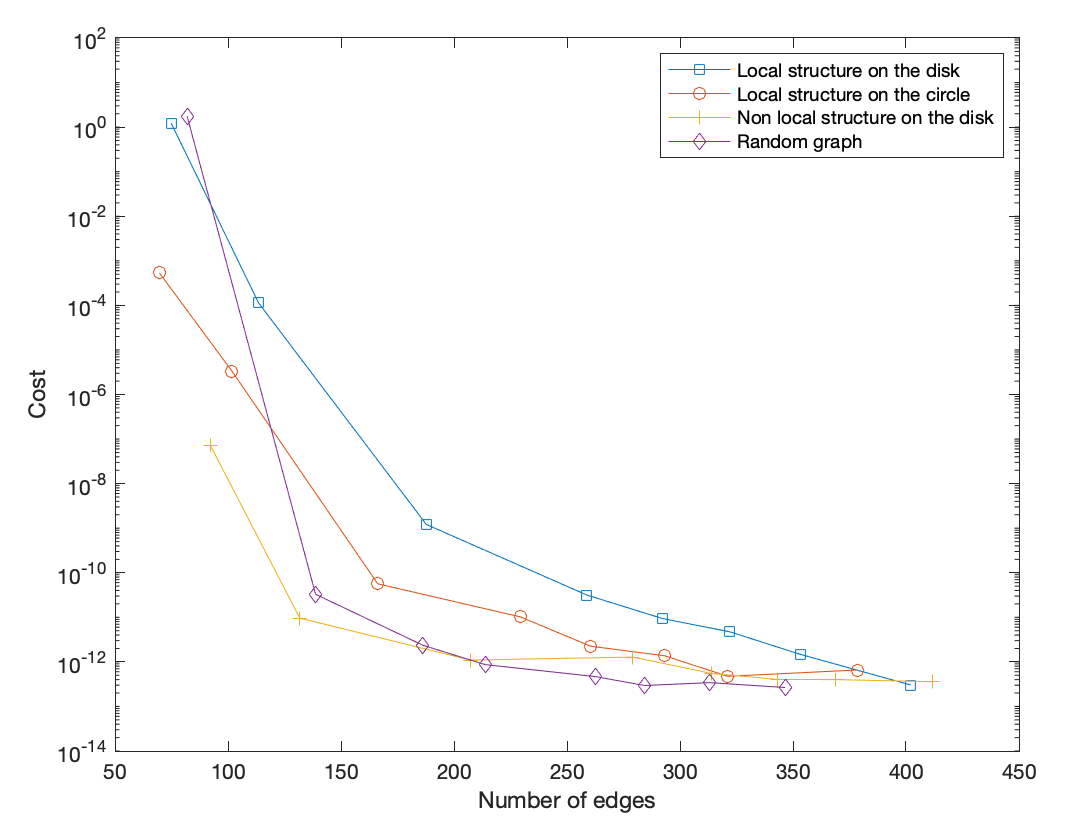 10^2
10^0
10^-2
10^-4
10^-6
10^-8
10^-10
10^-12
10^-14
Cost
Local structure on the disk
Local structure on the circle
Non local structure on the disk
Random graph
50 100 150 200 250 300 350 400 450
Number of edges